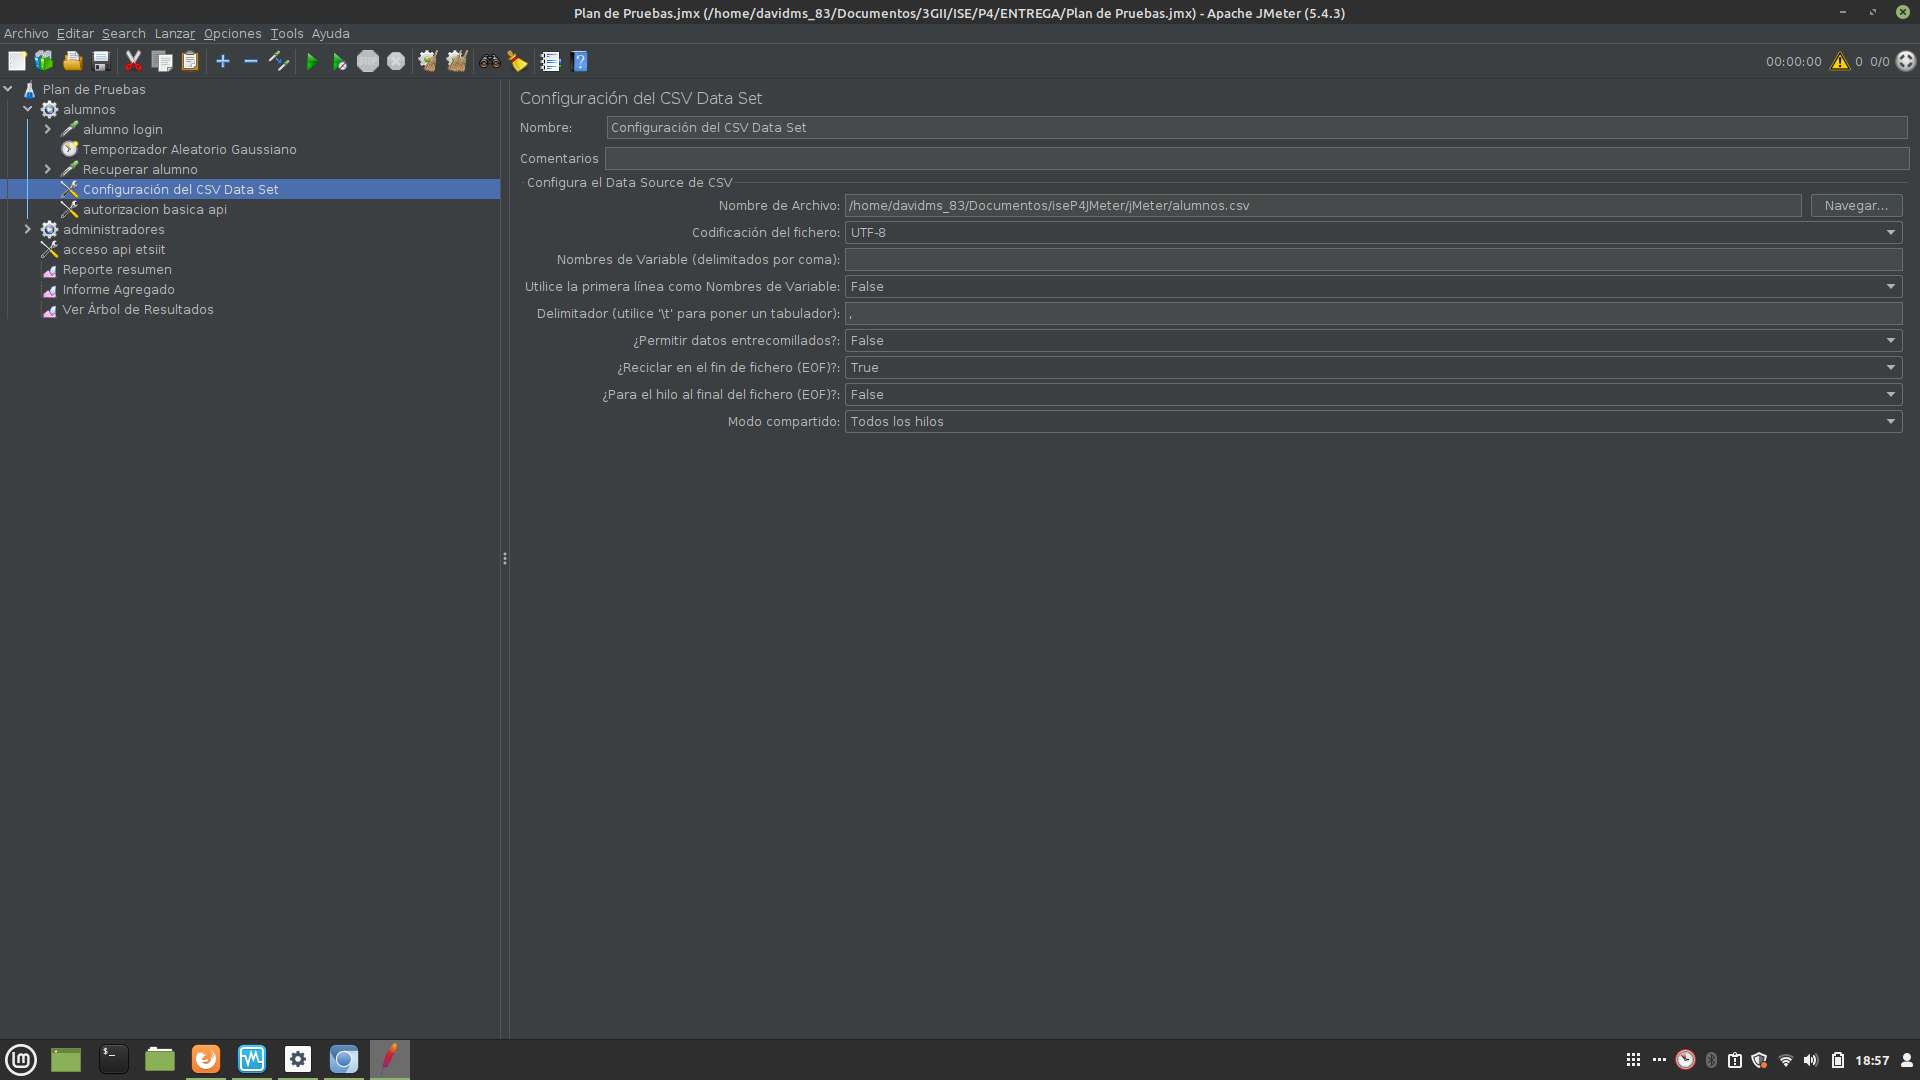 Plan de Pruebas.jmx (/home/davidms_83/Documentos/3GII/ISE/P4/ENTREGA/Plan de Pruebas.jmx) - Apache JMeter (5.4.3)
Archivo Editar Search Lanzar Opciones Tools Ayuda
00:00:00 0 0/0
Plan de Pruebas
alumnos
alumno login
Temporizador Aleatorio Gaussiano
Recuperar alumno
Configuración del CSV Data Set
autorizacion basica api
administradores
acceso api etsiit
Reporte resumen
Informe Agregado
Ver Árbol de Resultados
Configuración del CSV Data Set
Nombre: Configuración del CSV Data Set
Comentarios
Configura el Data Source de CSV
Nombre de Archivo: /home/davidms_83/Documentos/iseP4JMeter/jMeter/alumnos.csv Navegar...
Codificación del fichero: UTF-8
Nombres de Variable (delimitados por coma):
Utilice la primera línea como Nombres de Variable: False
Delimitador (utilice '\t' para poner un tabulador): ,
¿Permitir datos entrecomillados?: False
¿Reciclar en el fin de fichero (EOF)?: True
¿Para el hilo al final del fichero (EOF)?: False
Modo compartido: Todos los hilos
18:57